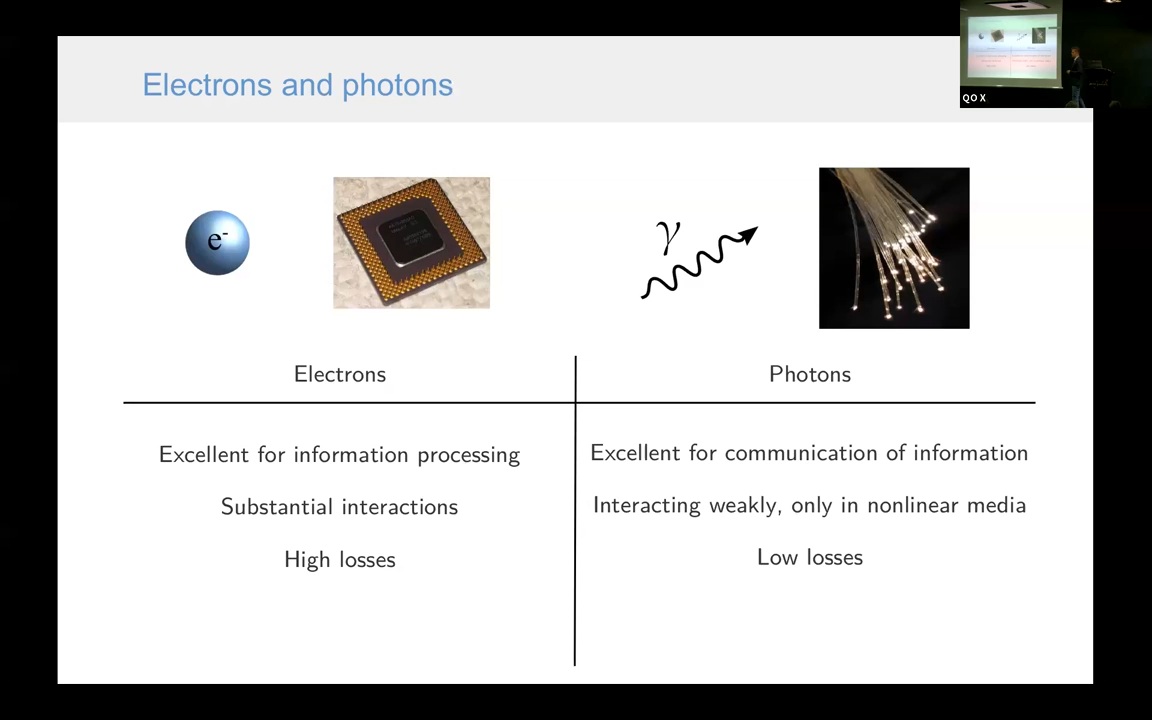 Electrons and photons
QOX
e-
γ
Electrons
Photons
Excellent for information processing
Excellent for communication of information
Substantial interactions
Interacting weakly, only in nonlinear media
High losses
Low losses